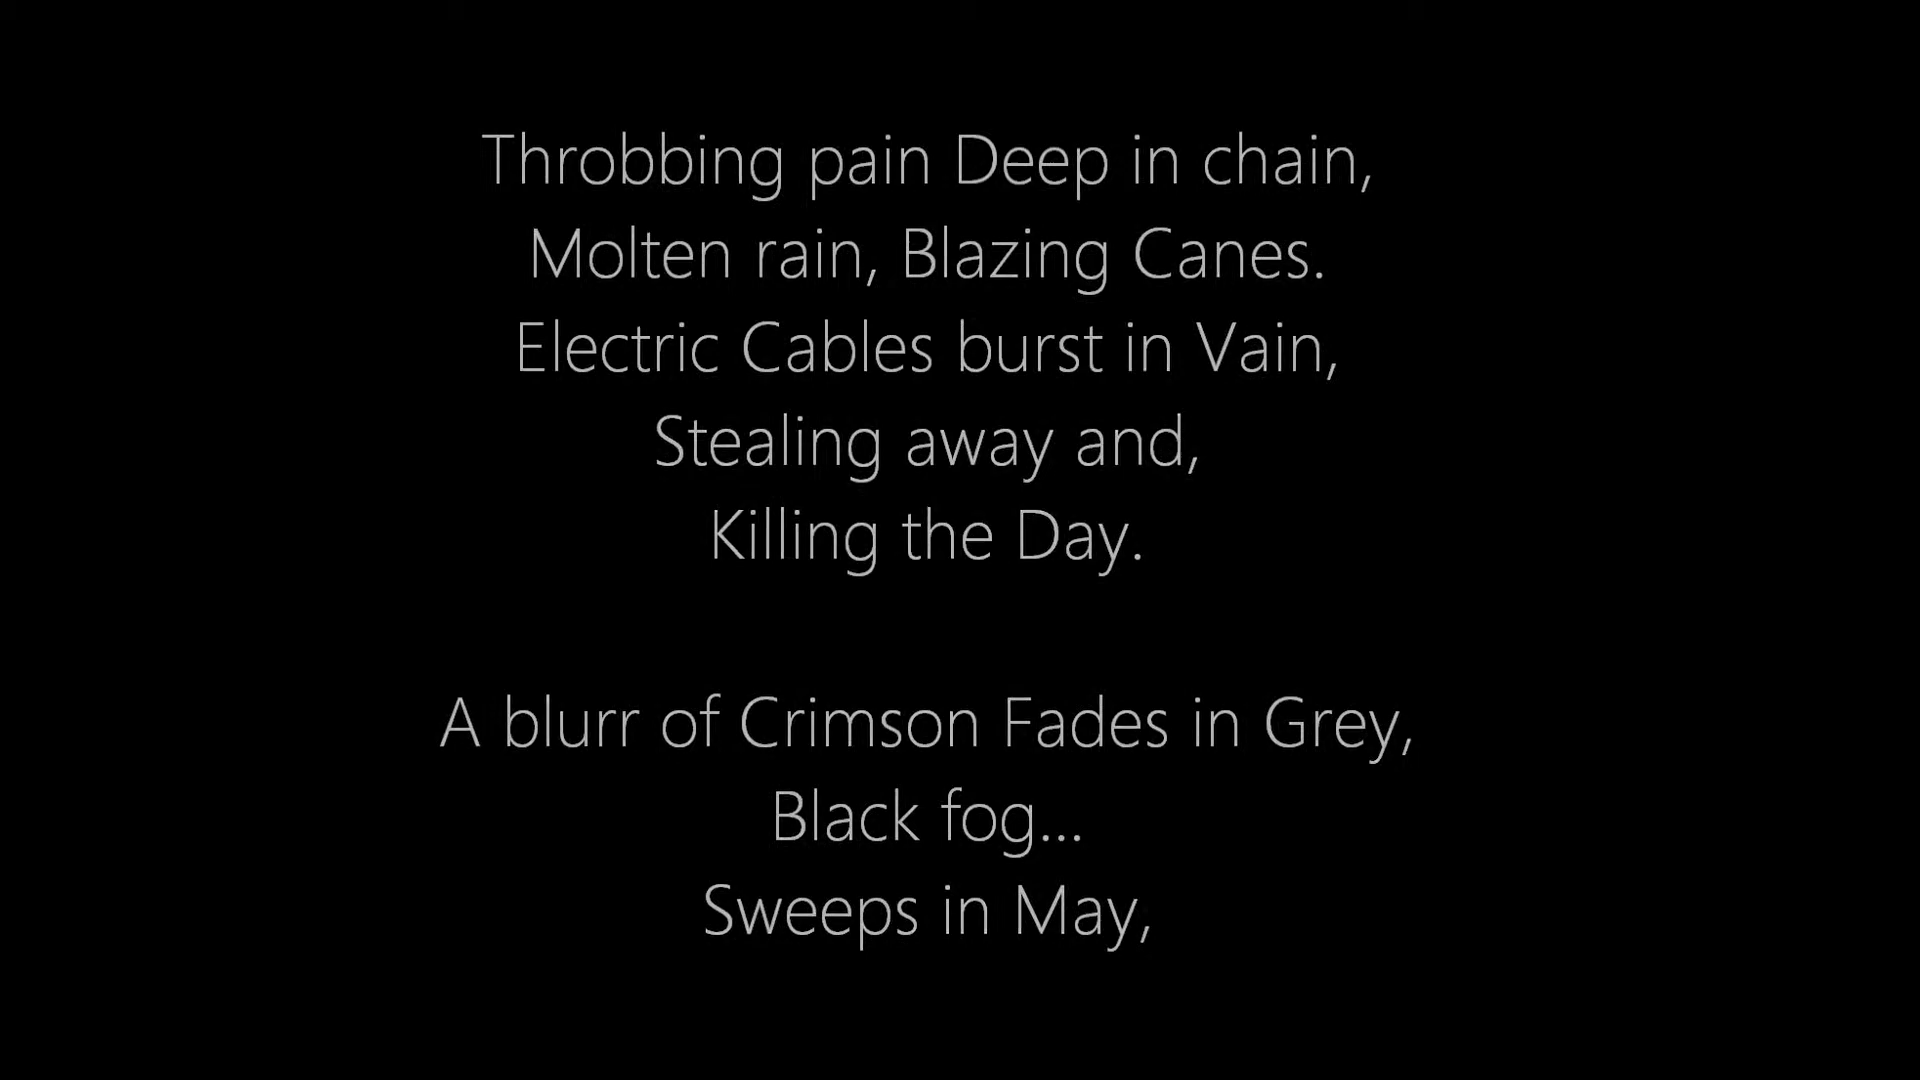 Throbbing pain Deep in chain,
Molten rain, Blazing Canes.
Electric Cables burst in Vain,
Stealing away and,
Killing the Day.
A blurr of Crimson Fades in Grey,
Black fog...
Sweeps in May,